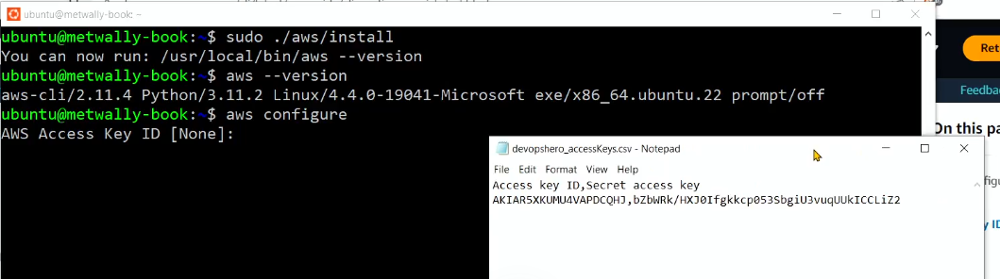 ubuntu@metwally-book: ~
ubuntu@metwally-book:~$ sudo ./aws/install
You can now run: /usr/local/bin/aws --version
ubuntu@metwally-book:~$ aws --version
aws-cli/2.11.4 Python/3.11.2 Linux/4.4.0-19041-Microsoft exe/x86_64.ubuntu.22 prompt/off
ubuntu@metwally-book:~$ aws configure
AWS Access Key ID [None]:
devopshero_accessKeys.csv - Notepad
File Edit Format View Help
Access key ID,Secret access key
AKIAR5XKUMU4VAPDCQHJ,bZbWRk/HXJ0Ifgkkcp053SbgiU3vuqUUkICCLiZ2
Ret
Feedba
On this pa
figu
y ID